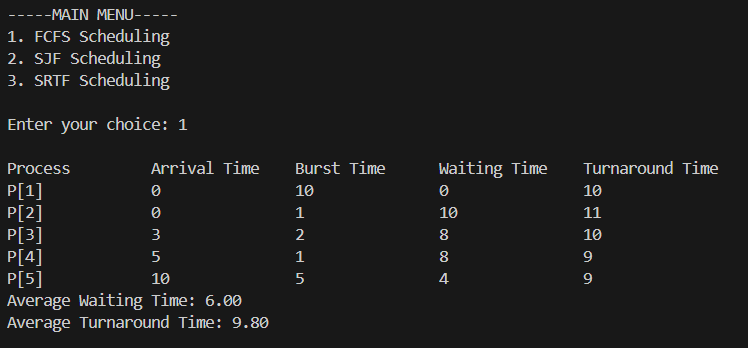 -----MAIN MENU-----
1. FCFS Scheduling
2. SJF Scheduling
3. SRTF Scheduling
Enter your choice: 1
Process Arrival Time Burst Time Waiting Time Turnaround Time
P[1] 0 10 0 10
P[2] 0 1 10 11
P[3] 3 2 8 10
P[4] 5 1 8 9
P[5] 10 5 4 9
Average Waiting Time: 6.00
Average Turnaround Time: 9.80